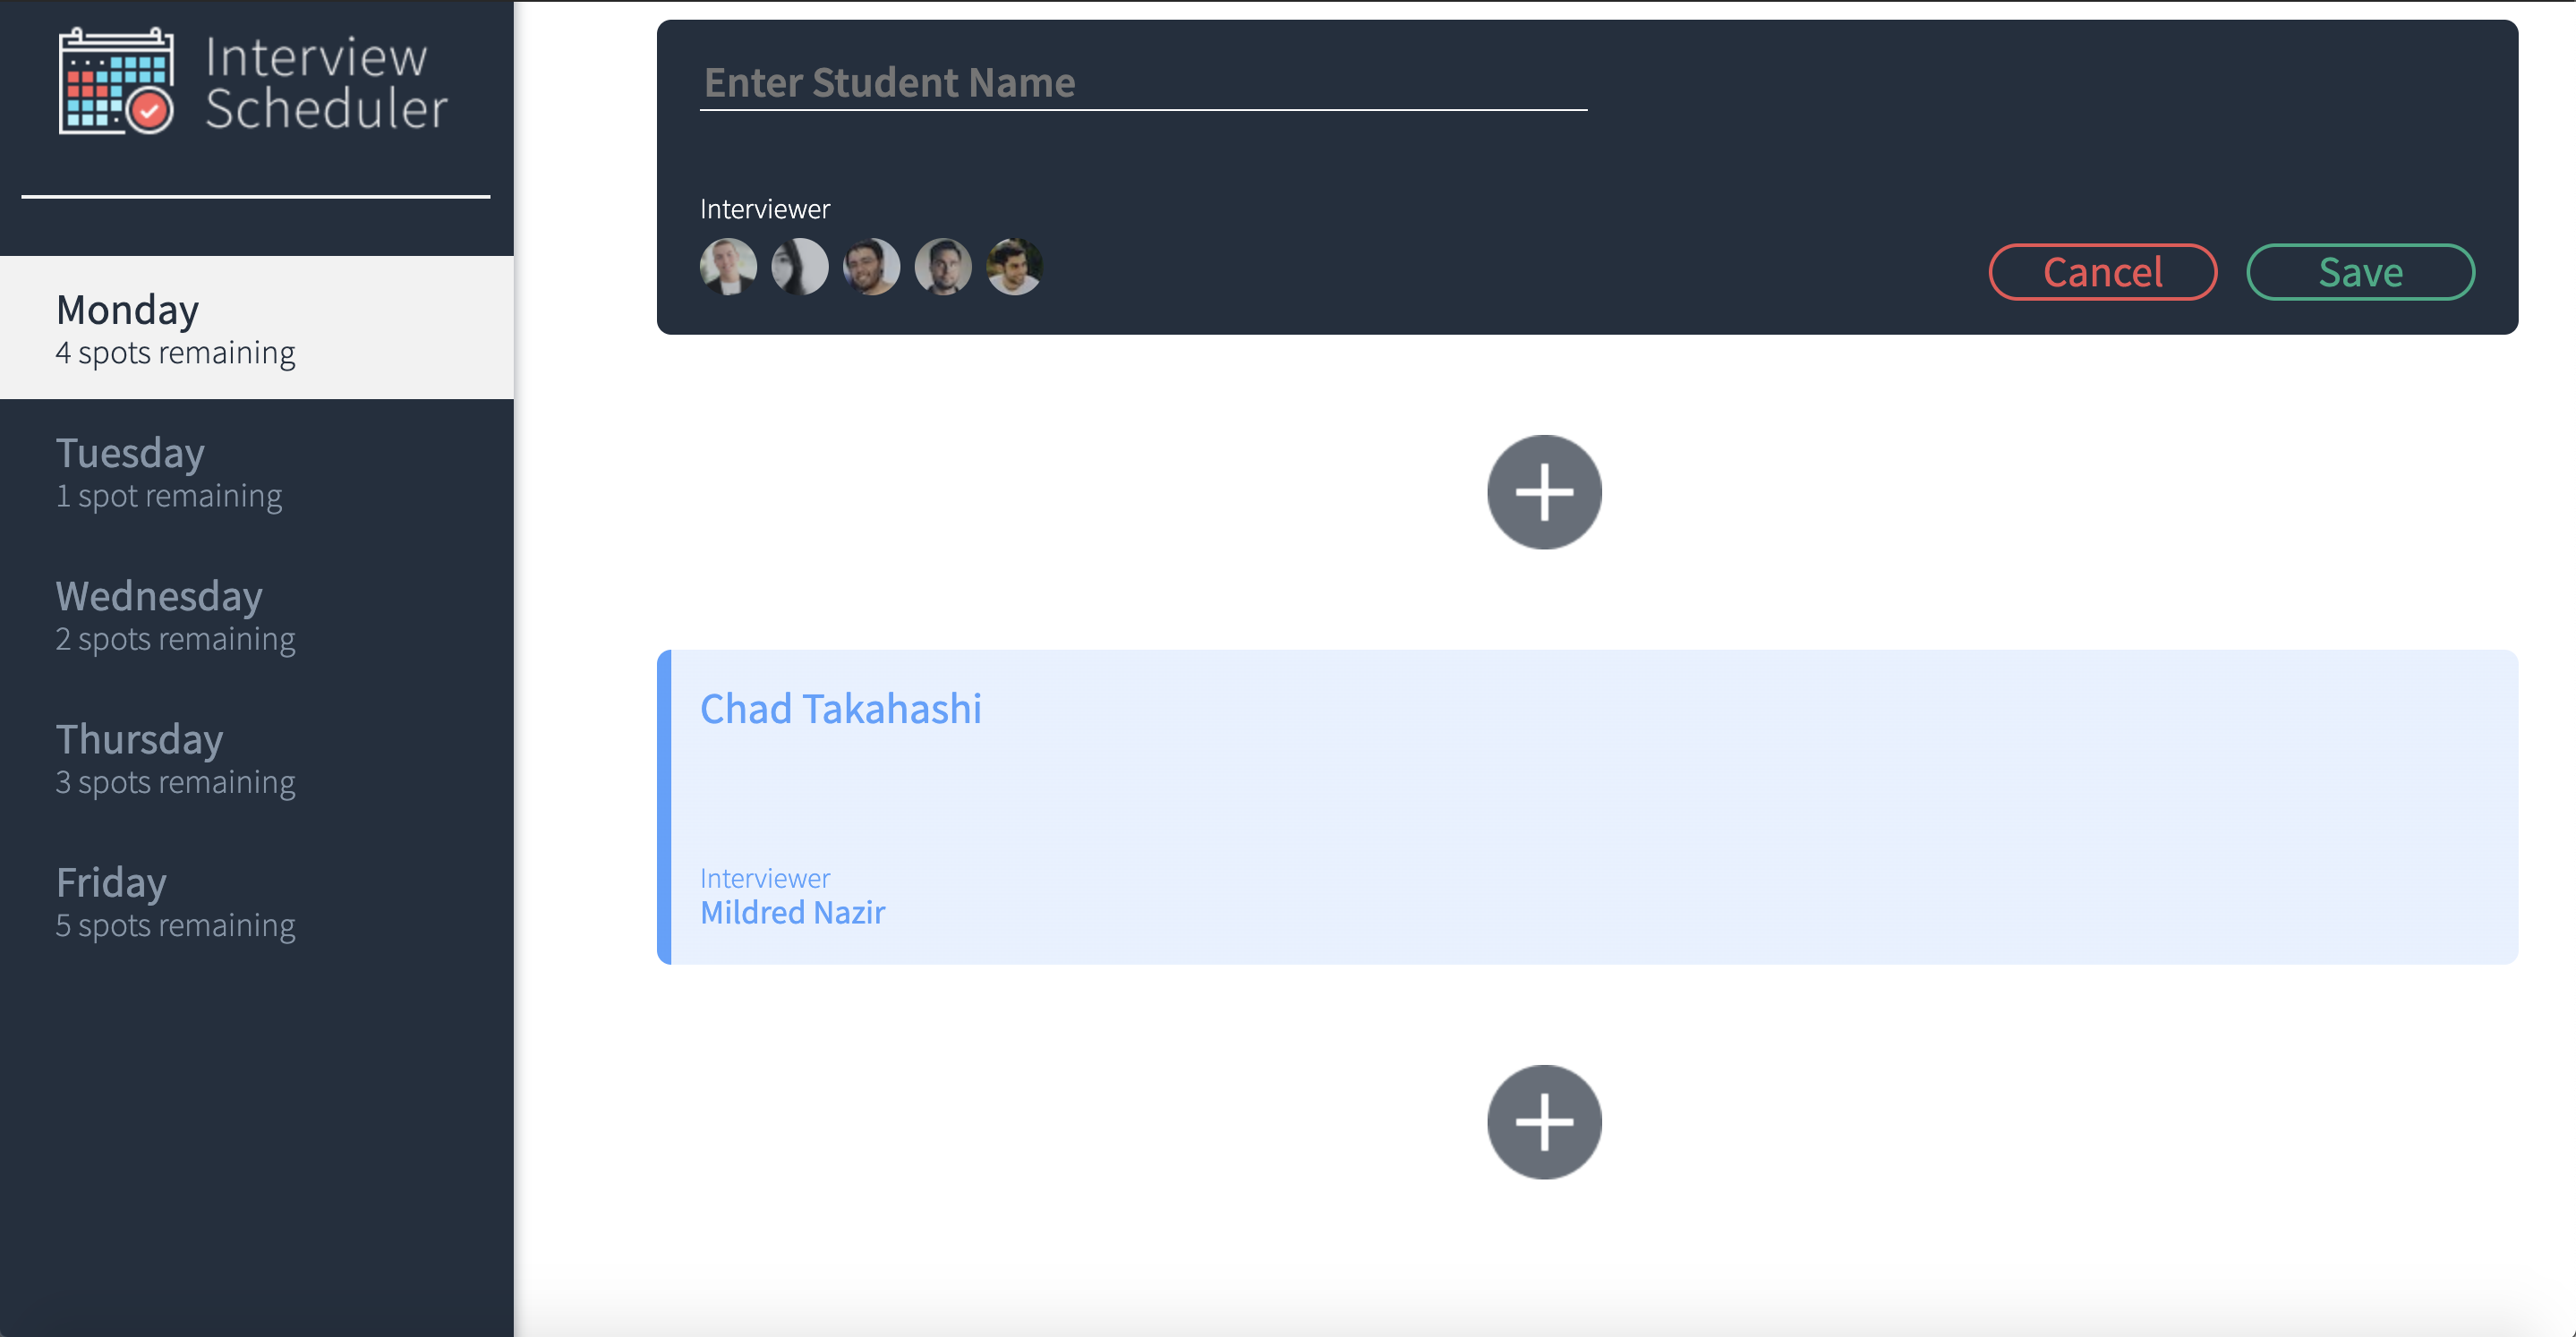 Interview
Scheduler
Monday
4 spots remaining
Tuesday
1 spot remaining
Wednesday
2 spots remaining
Thursday
3 spots remaining
Friday
5 spots remaining
Enter Student Name
Interviewer
Cancel
Save
Chad Takahashi
Interviewer
Mildred Nazir